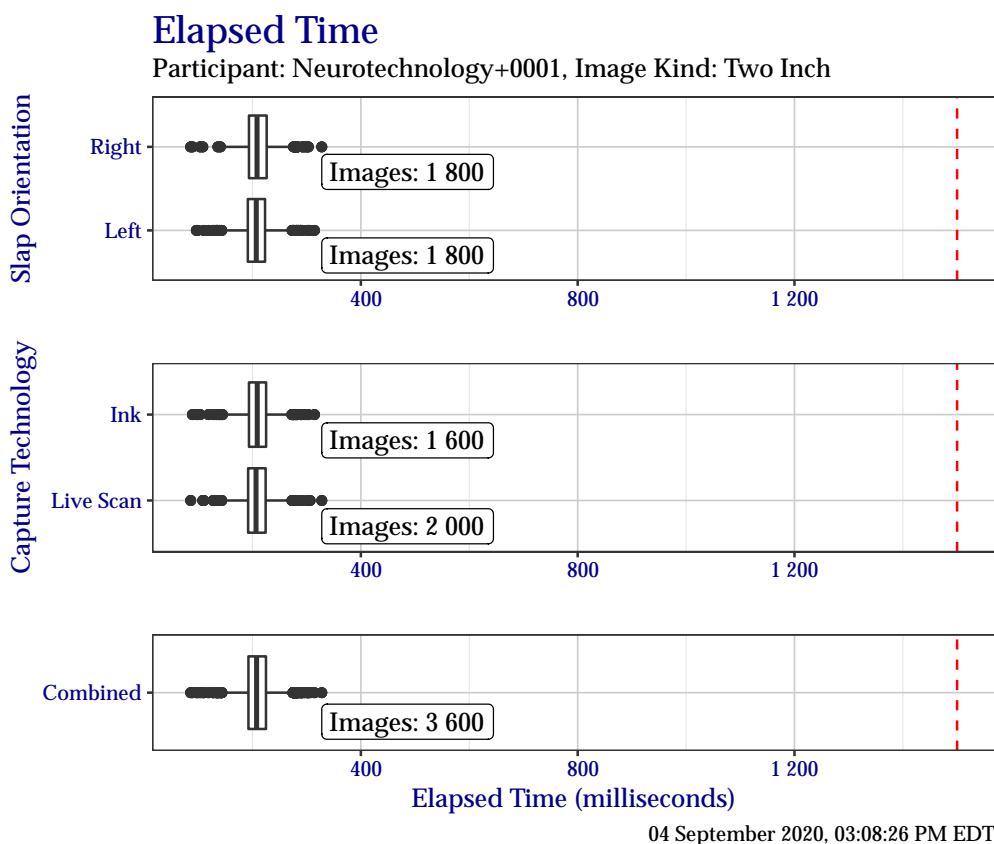 Elapsed Time
Participant: Neurotechnology+0001, Image Kind: Two Inch
Slap Orientation
Right
Images: 1 800
Left
Images: 1 800
400 800 1 200
Capture Technology
Ink
Images: 1 600
Live Scan
Images: 2 000
400 800 1 200
Combined
Images: 3 600
400 800 1 200
Elapsed Time (milliseconds)
04 September 2020, 03:08:26 PM EDT